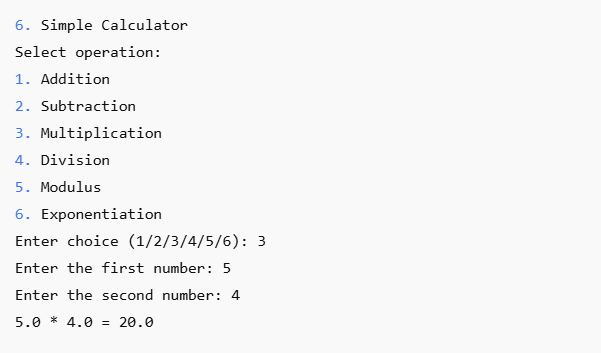 6. Simple Calculator
Select operation:
1. Addition
2. Subtraction
3. Multiplication
4. Division
5. Modulus
6. Exponentiation
Enter choice (1/2/3/4/5/6): 3
Enter the first number: 5
Enter the second number: 4
5.0 * 4.0 = 20.0